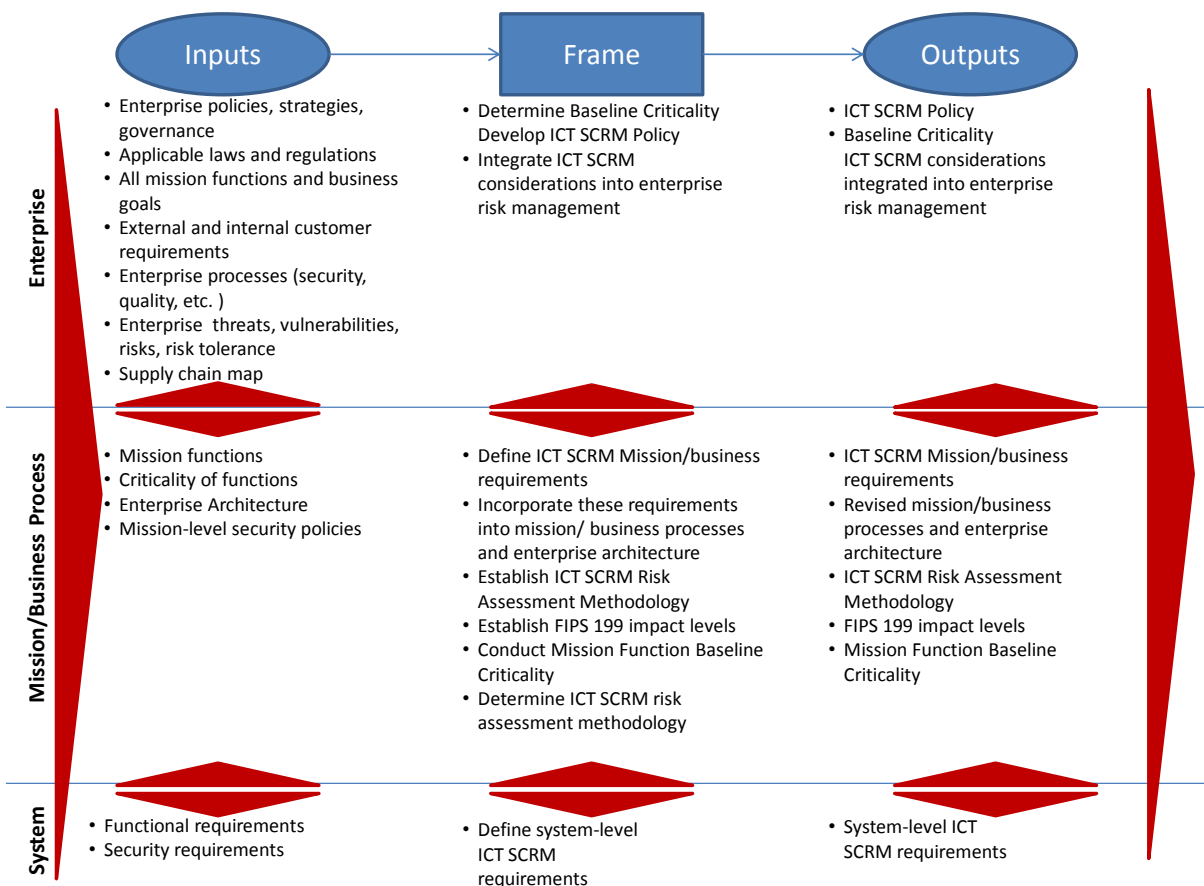 Inputs
Frame
Outputs
Enterprise
• Enterprise policies, strategies,
governance
• Applicable laws and regulations
• All mission functions and business
goals
• External and internal customer
requirements
• Enterprise processes (security,
quality, etc. )
• Enterprise  threats, vulnerabilities,
risks, risk tolerance
• Supply chain map
• Determine Baseline Criticality
Develop ICT SCRM Policy
• Integrate ICT SCRM
considerations into enterprise
risk management
• ICT SCRM Policy
• Baseline Criticality
ICT SCRM considerations
integrated into enterprise
risk management
Mission/Business Process
• Mission functions
• Criticality of functions
• Enterprise Architecture
• Mission-level security policies
• Define ICT SCRM Mission/business
requirements
• Incorporate these requirements
into mission/ business processes
and enterprise architecture
• Establish ICT SCRM Risk
Assessment Methodology
• Establish FIPS 199 impact levels
• Conduct Mission Function Baseline
Criticality
• Determine ICT SCRM risk
assessment methodology
• ICT SCRM Mission/business
requirements
• Revised mission/business
processes and enterprise
architecture
• ICT SCRM Risk Assessment
Methodology
• FIPS 199 impact levels
• Mission Function Baseline
Criticality
System
• Functional requirements
• Security requirements
• Define system-level
ICT SCRM
requirements
• System-level ICT
SCRM requirements